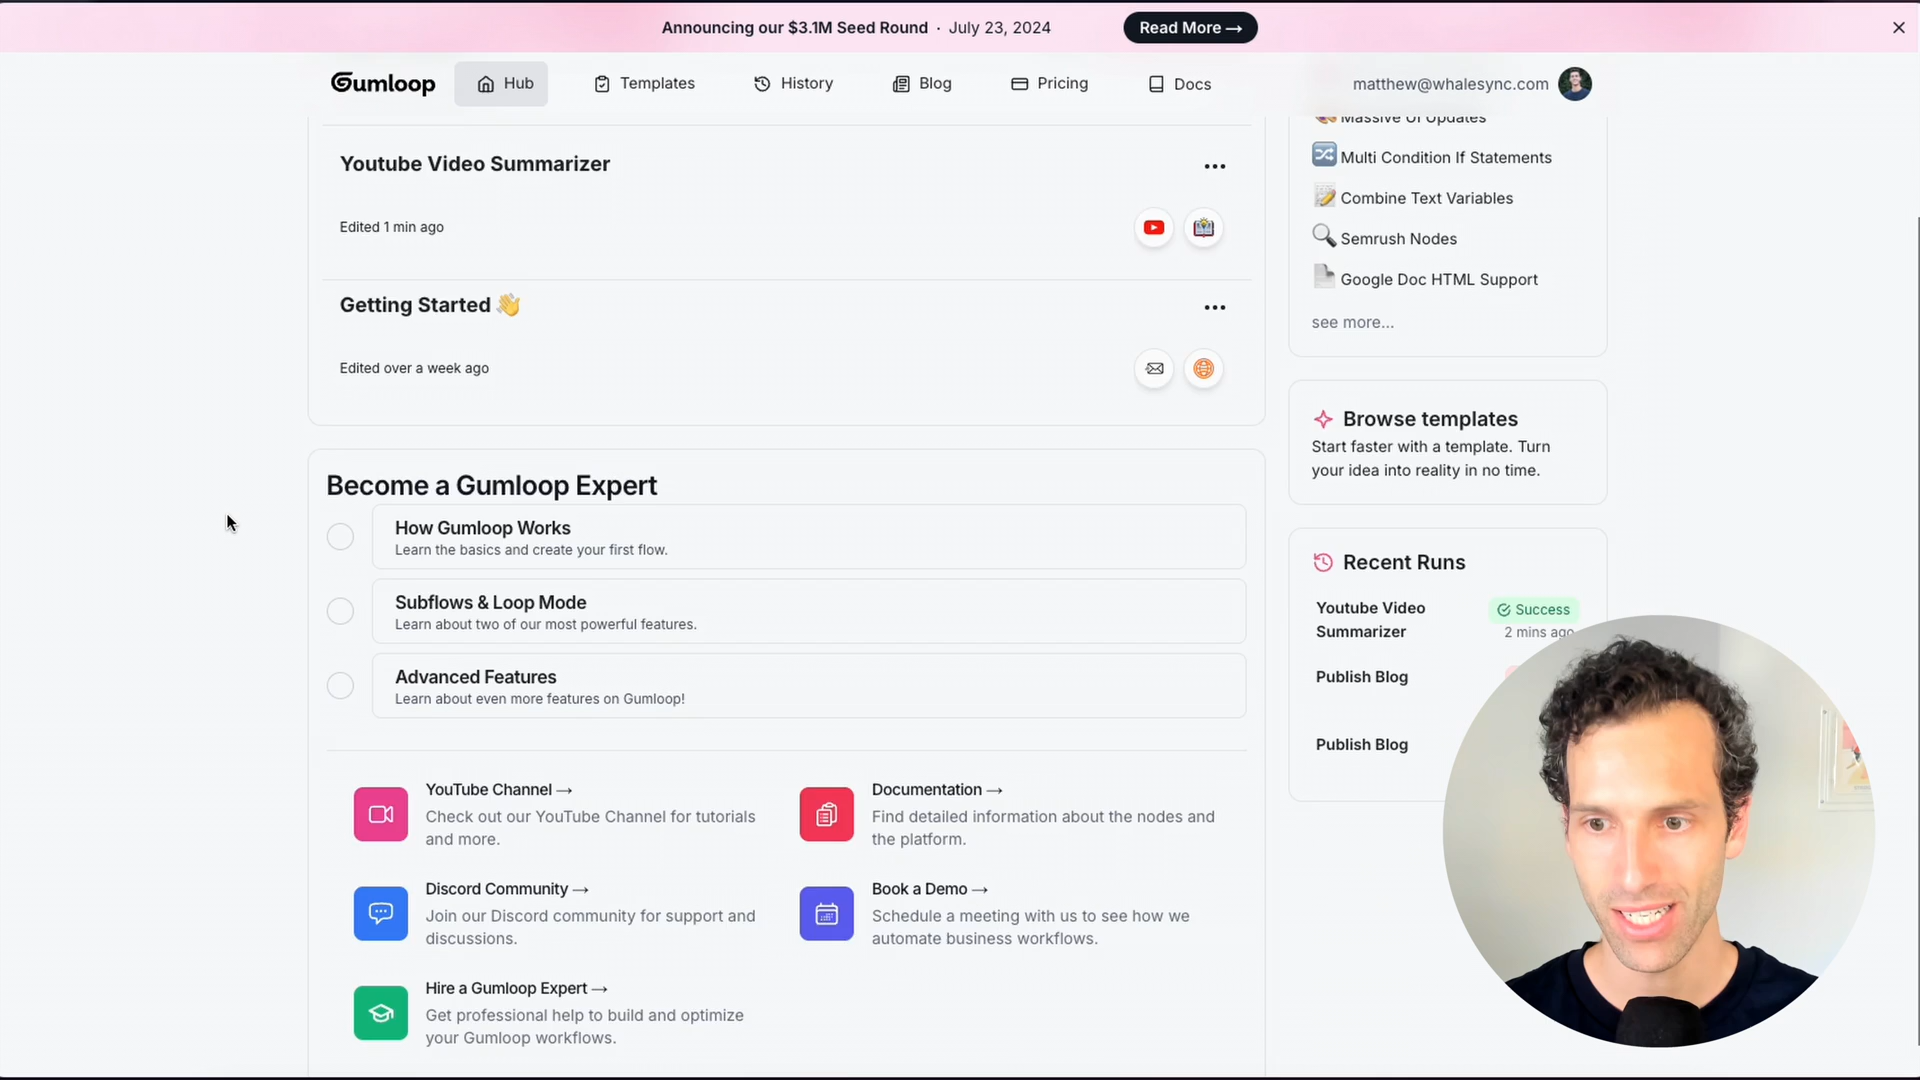 Announcing our $3.1M Seed Round · July 23, 2024 Read More →
Gumloop Hub Templates History Blog Pricing Docs matthew@whalesync.com
Youtube Video Summarizer
Edited 1 min ago
Getting Started 👋
Edited over a week ago
Become a Gumloop Expert
How Gumloop Works
Learn the basics and create your first flow.
Subflows & Loop Mode
Learn about two of our most powerful features.
Advanced Features
Learn about even more features on Gumloop!
YouTube Channel →
Check out our YouTube Channel for tutorials
and more.
Documentation →
Find detailed information about the nodes and
the platform.
Discord Community →
Join our Discord community for support and
discussions.
Book a Demo →
Schedule a meeting with us to see how we
automate business workflows.
Hire a Gumloop Expert →
Get professional help to build and optimize
your Gumloop workflows.
Massive UI Updates
Multi Condition If Statements
Combine Text Variables
Semrush Nodes
Google Doc HTML Support
see more...
Browse templates
Start faster with a template. Turn
your idea into reality in no time.
Recent Runs
Youtube Video
Summarizer
Success
2 mins ago
Publish Blog
Publish Blog